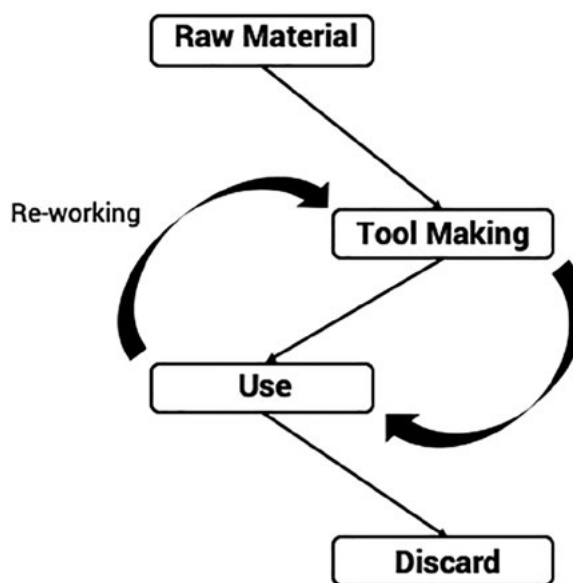 Raw Material
Re-working
Tool Making
Use
Discard